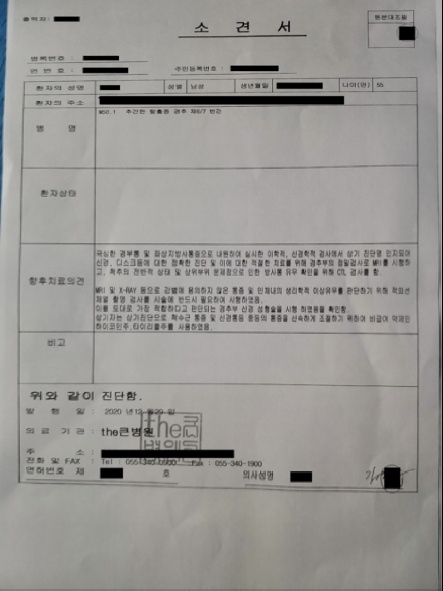 출력자 :
소 견 서
원본대조필
등록번호 :
연 번 호 :
주민등록번호 :
환자의 성명
성별 남성
생년월일
나이(만) 55
환자의 주소
병 명
M50.1 추간판 탈출증 경추 제6/7 번간
환자상태
향후치료의견
극심한 경부통 및 좌상지방사통증으로 내원하여 실시한 이학적, 신경학적 검사에서 상기 진단명 인지되어
신경, 디스크등에 대한 정확한 진단 및 이에 대한 적절한 치료를 위해 경추부의 정밀검사로 MRI를 시행하
고, 척추의 전반적 상태 및 상위부위 문제점으로 인한 방사통 유무 확인을 위해 CTL 검사를 함.
MRI 및 X-RAY 등으로 감별에 용의하지 않은 통증 및 인체내의 생리학적 이상유무를 판단하기 위해 적외선
체열 촬영 검사를 시술에 반드시 필요하여 시행하였음.
이를 토대로 가장 적합하다고 판단되는 경추부 신경 성형술을 시행 하였음을 확인함.
상기자는 상기진단으로 척수근 통증 및 신경통등 중등의 통증을 신속하게 조절하기 위하여 비급여 약제인
하이코민주,타이리풀주를 사용하였음.
비고
위와 같이 진단함.
발 행 일 : 2020 년12 월29 일
의 료 기 관 : the큰병원
주 소 :
전화 및 FAX : Tel : 055-340- Fax : 055-340-1900
면허번호 제 호 의사성명